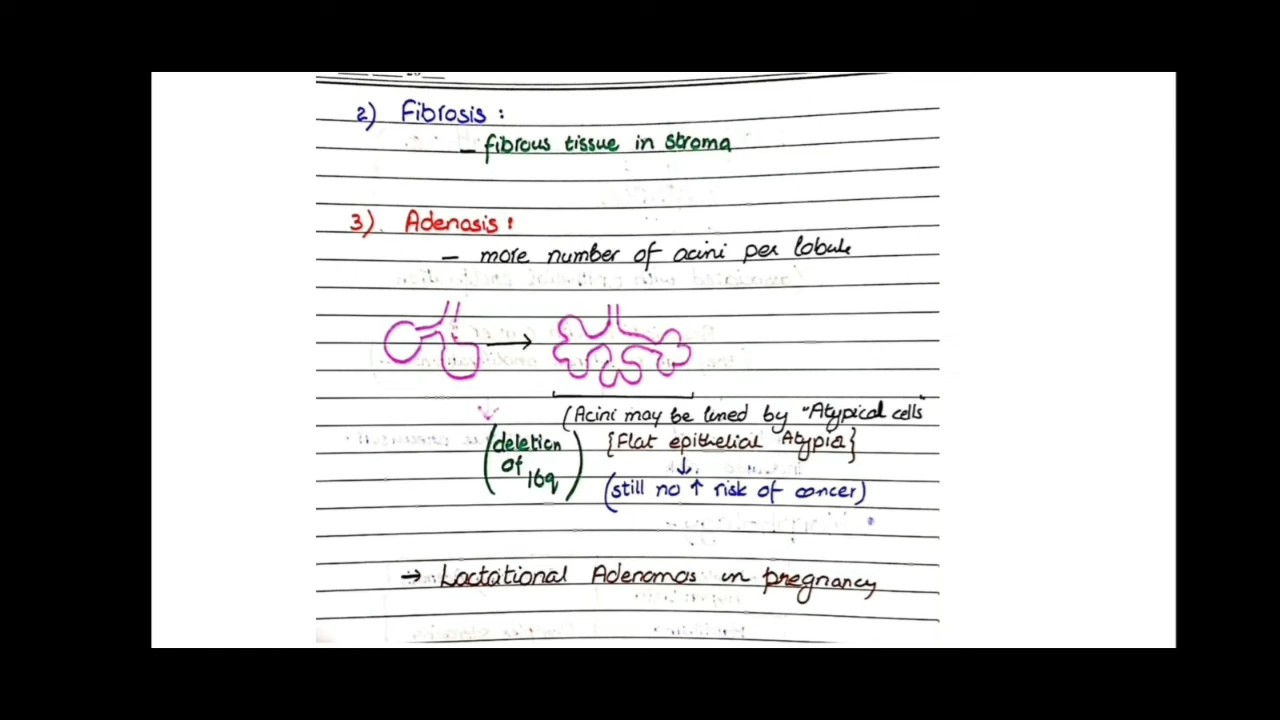 2) Fibrosis :
– fibrous tissue in stroma
3) Adenosis :
– more number of acini per lobule
(Acini may be lined by "Atypical cells"
(deletion of 16q)
[Flat epithelial Atypia}
↓
(still no ↑ risk of cancer)
→ Lactational Adenomas in pregnancy